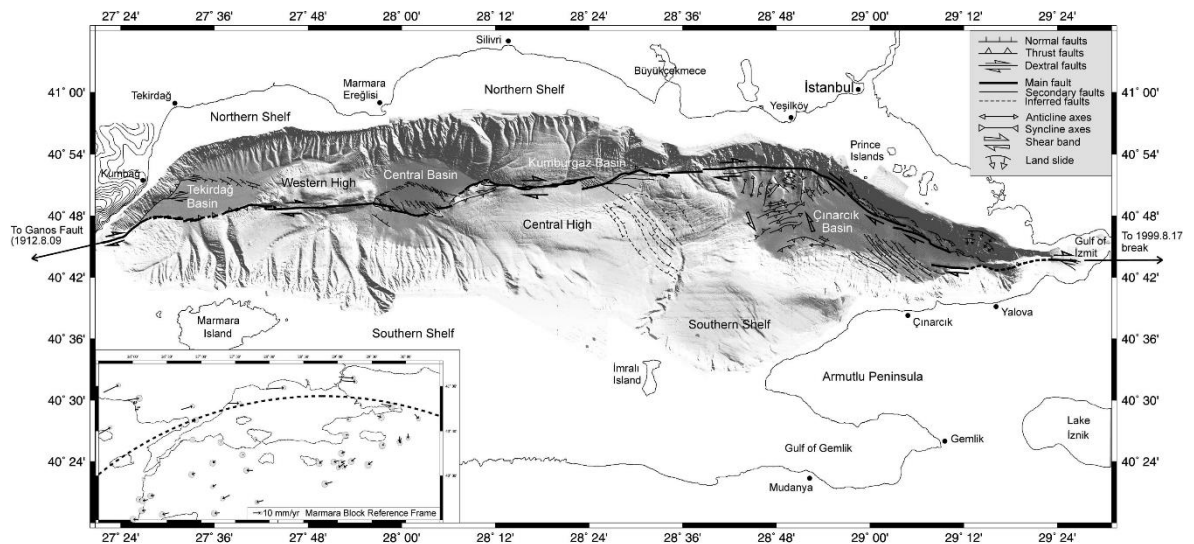 27° 24' 27° 36' 27° 48' 28° 00' 28° 12' 28° 24' 28° 36' 28° 48' 29° 00' 29° 12' 29° 24'
Silivri
Büyükçekmece
İstanbul
Normal faults
Thrust faults
Dextral faults
Main fault
Secondary faults
Inferred faults
Anticline axes
Syncline axes
Shear band
Land slide
41° 00'
Tekirdağ
Marmara
Ereğlisi
Northern Shelf
Yeşilköy
41° 00'
Northern Shelf
40° 54'
Kumbağ
Tekirdağ
Basin
Western High
Central Basin
Kumburgaz Basin
Prince
Islands
40° 54'
40° 48'
Central High
Çınarcık
Basin
40° 48'
To Ganos Fault
(1912.8.09
To 1999.8.17
break
Gulf of
İzmit
40° 42'
40° 42'
Marmara
Island
Southern Shelf
Southern Shelf
Çınarcık
Yalova
40° 36'
40° 36'
İmralı
Island
Armutlu Peninsula
40° 30'
40° 30'
Lake
İznik
Gulf of Gemlik
Gemlik
40° 24'
40° 24'
Mudanya
10 mm/yr Marmara Block Reference Frame
27° 24' 27° 36' 27° 48' 28° 00' 28° 12' 28° 24' 28° 36' 28° 48' 29° 00' 29° 12' 29° 24'